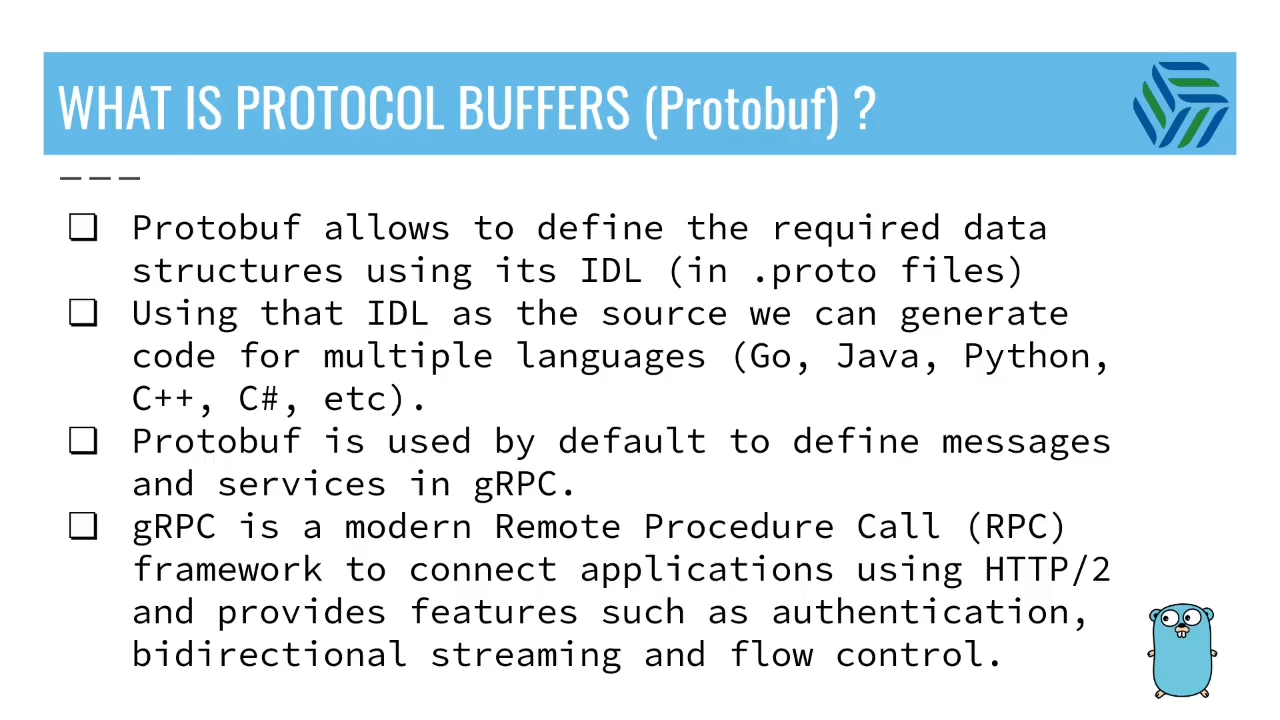 WHAT IS PROTOCOL BUFFERS (Protobuf) ?
Protobuf allows to define the required data
structures using its IDL (in .proto files)
Using that IDL as the source we can generate
code for multiple languages (Go, Java, Python,
C++, C#, etc).
Protobuf is used by default to define messages
and services in gRPC.
gRPC is a modern Remote Procedure Call (RPC)
framework to connect applications using HTTP/2
and provides features such as authentication,
bidirectional streaming and flow control.